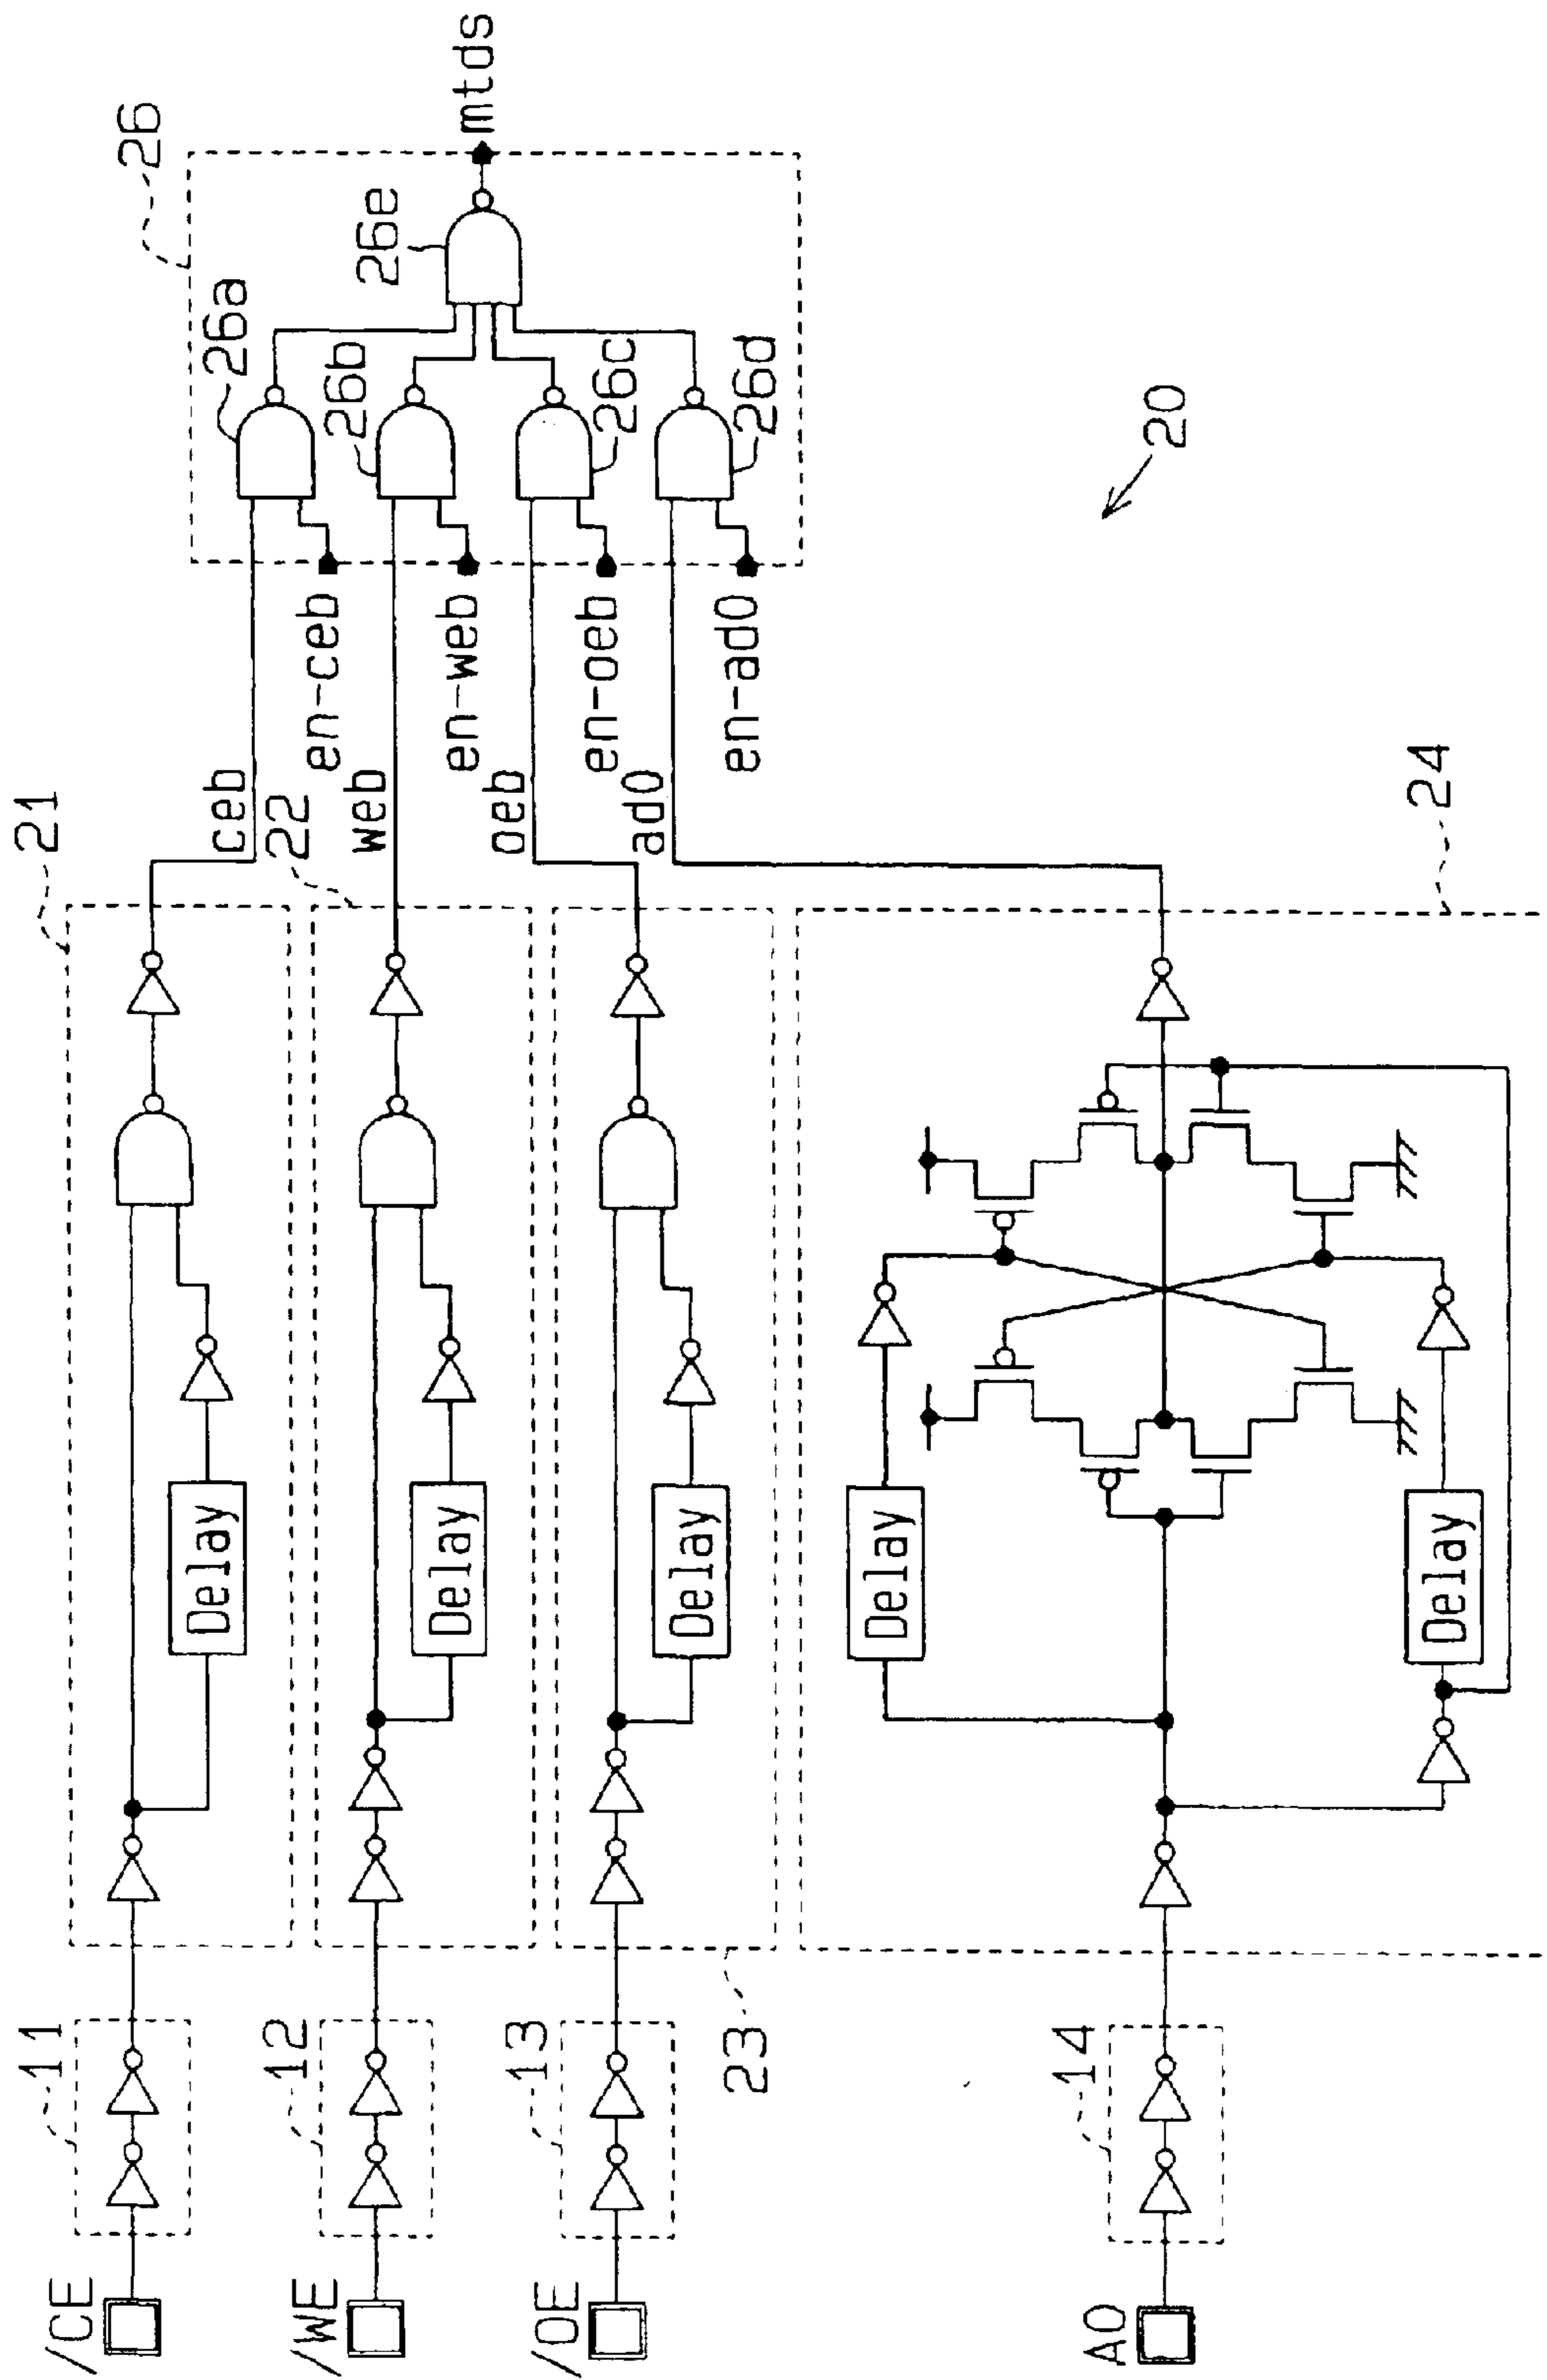 /CE
11
21
Delay
ceb
en-ceb
26
26a
/WE
12
22
Delay
web
en-web
26b
26e
mtds
/OE
13
23
Delay
oeb
en-oeb
26c
A0
14
24
Delay
Delay
ad0
en-ad0
26d
20